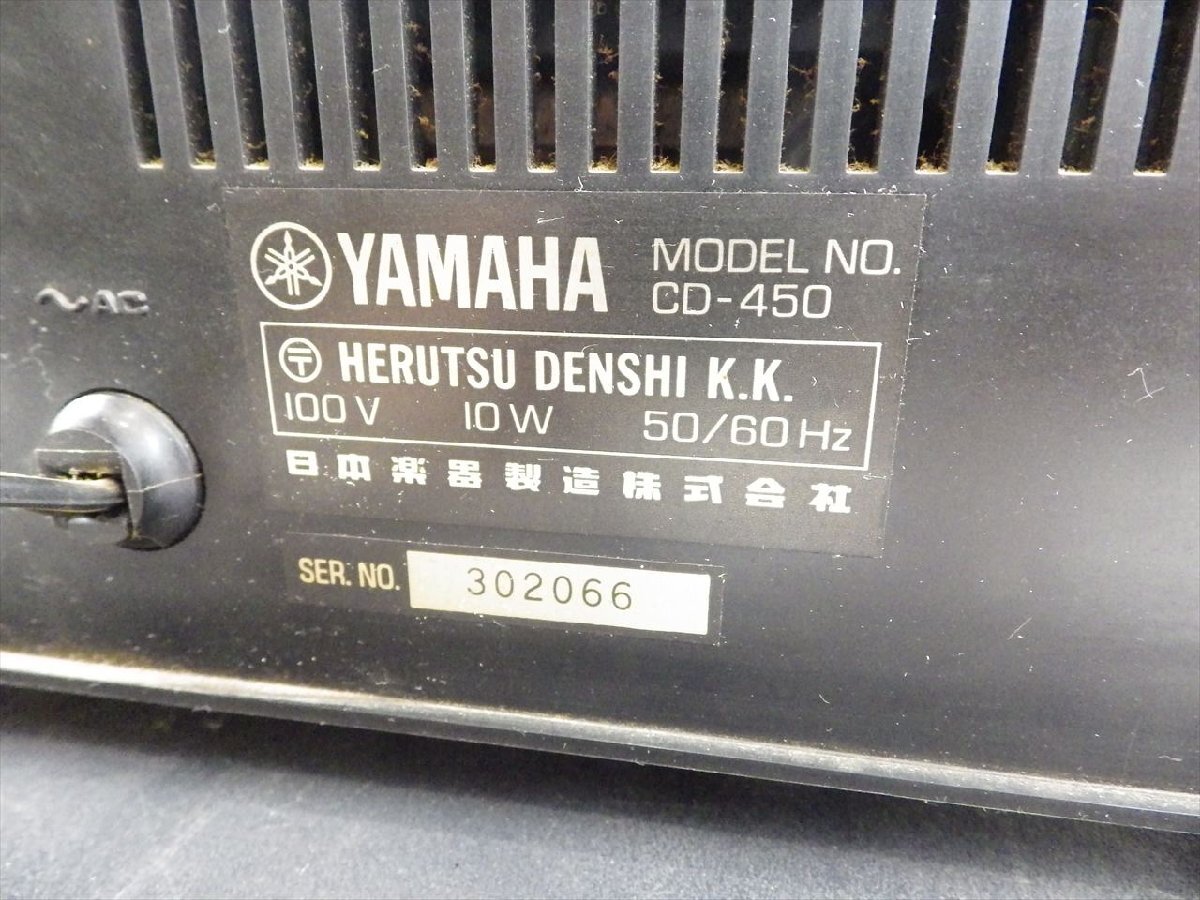 YAMAHA MODEL NO.
CD-450
〒 HERUTSU DENSHI K.K.
100V 10W 50/60Hz
日本楽器製造株式会社
~AC
SER. NO. 302066